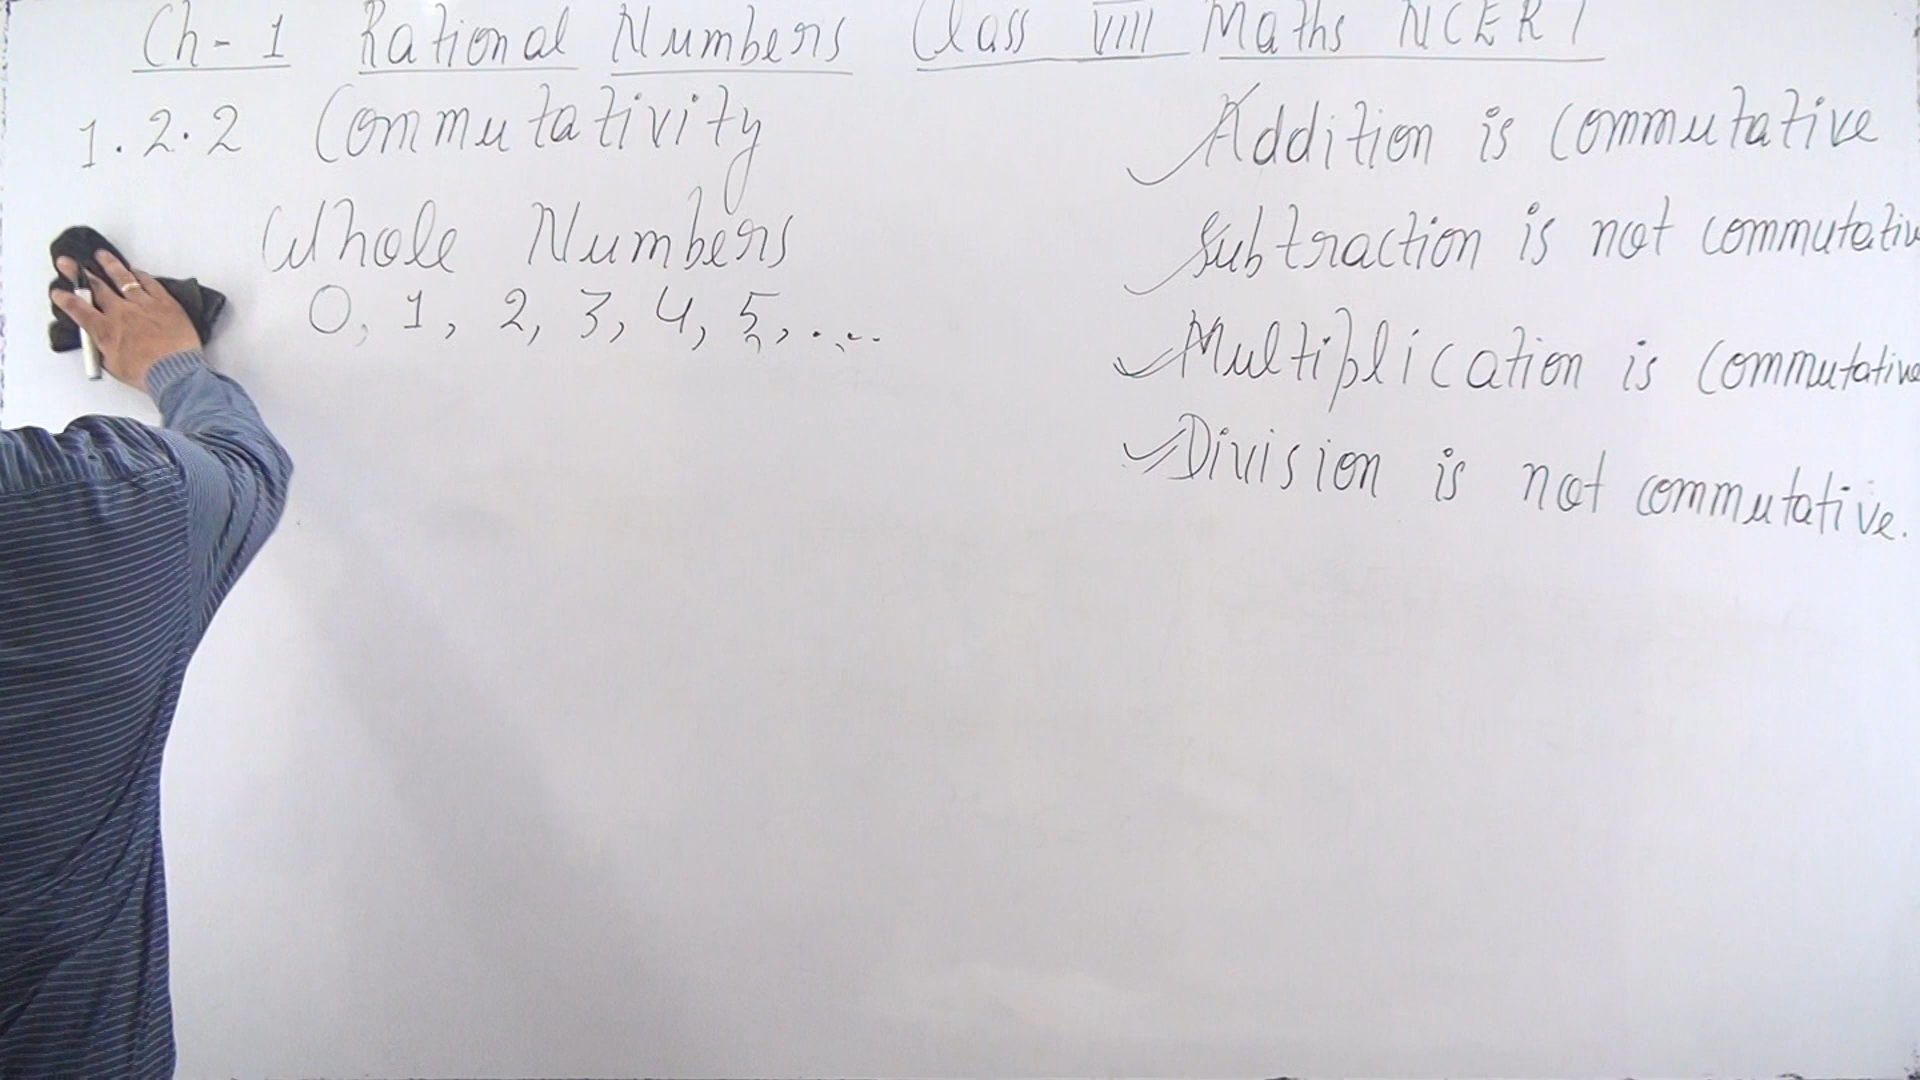 Ch-1 Rational Numbers Class VIII Maths NCERT
1.2.2 Commutativity
Whole Numbers
0, 1, 2, 3, 4, 5, ....
Addition is commutative
subtraction is not commutativ
Multiplication is commutative
Division is not commutative.